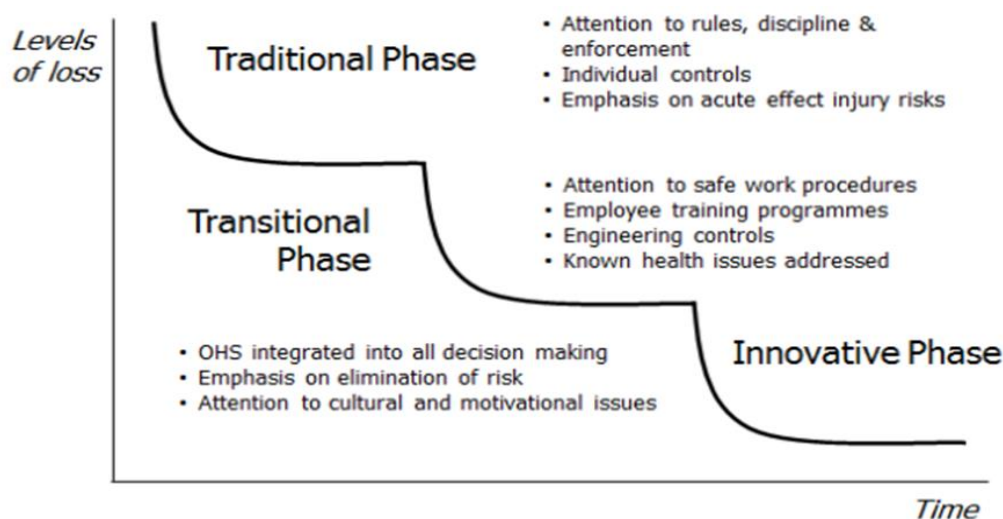 Levels
of loss
Traditional Phase
• Attention to rules, discipline &
enforcement
• Individual controls
• Emphasis on acute effect injury risks
Transitional
Phase
• Attention to safe work procedures
• Employee training programmes
• Engineering controls
• Known health issues addressed
• OHS integrated into all decision making
• Emphasis on elimination of risk
• Attention to cultural and motivational issues
Innovative Phase
Time